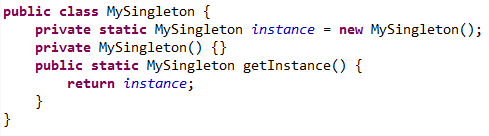 public class MySingleton {
    private static MySingleton instance = new MySingleton();
    private MySingleton() {}
    public static MySingleton getInstance() {
        return instance;
    }
}